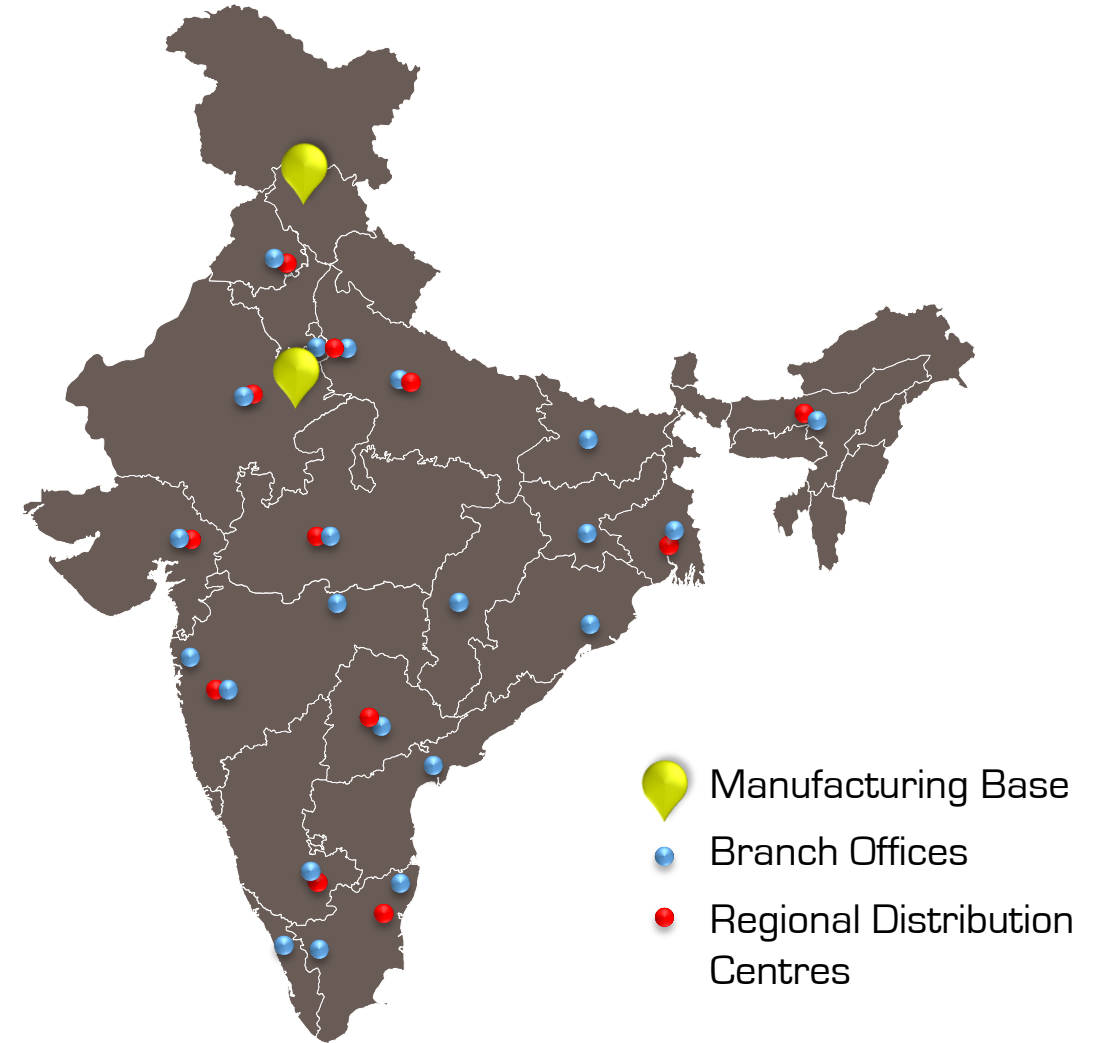 Manufacturing Base
Branch Offices
Regional Distribution
Centres